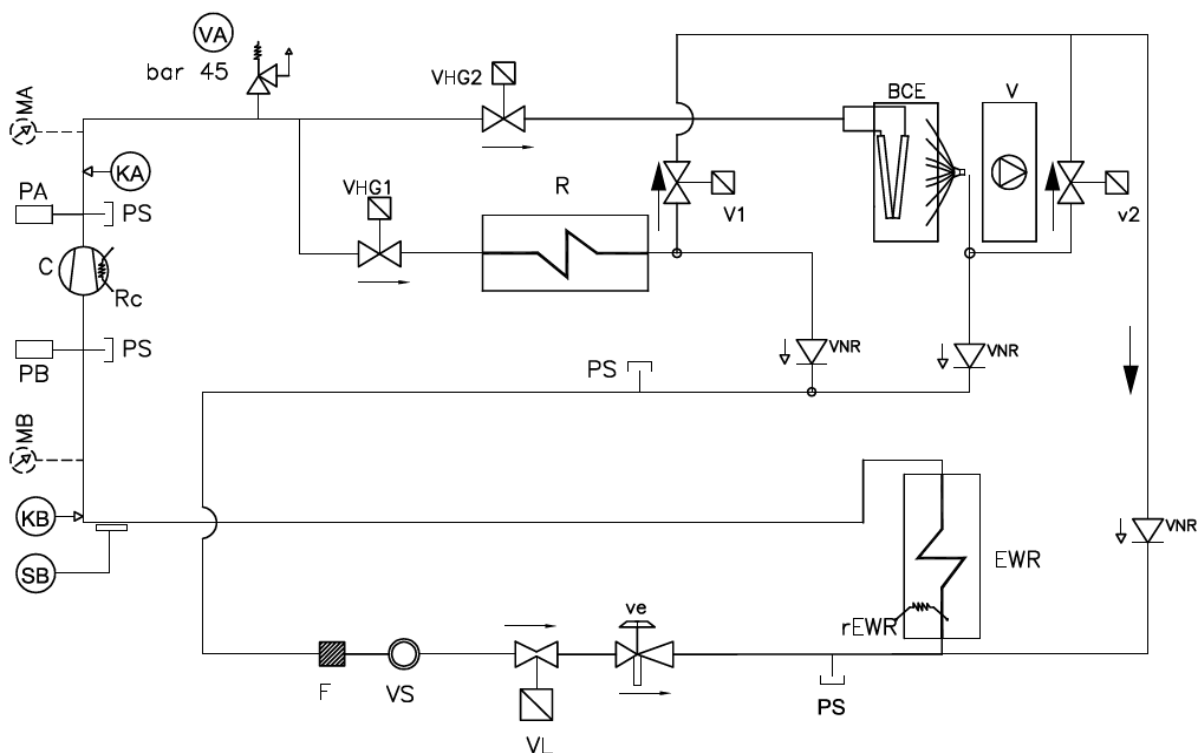 VA
bar 45
VHG2
BCE
V
MA
KA
PA
PS
VHG1
R
V1
v2
C
Rc
PS
PB
VNR
VNR
PS
MB
KB
VNR
SB
EWR
ve
rEWR
F
VS
PS
VL